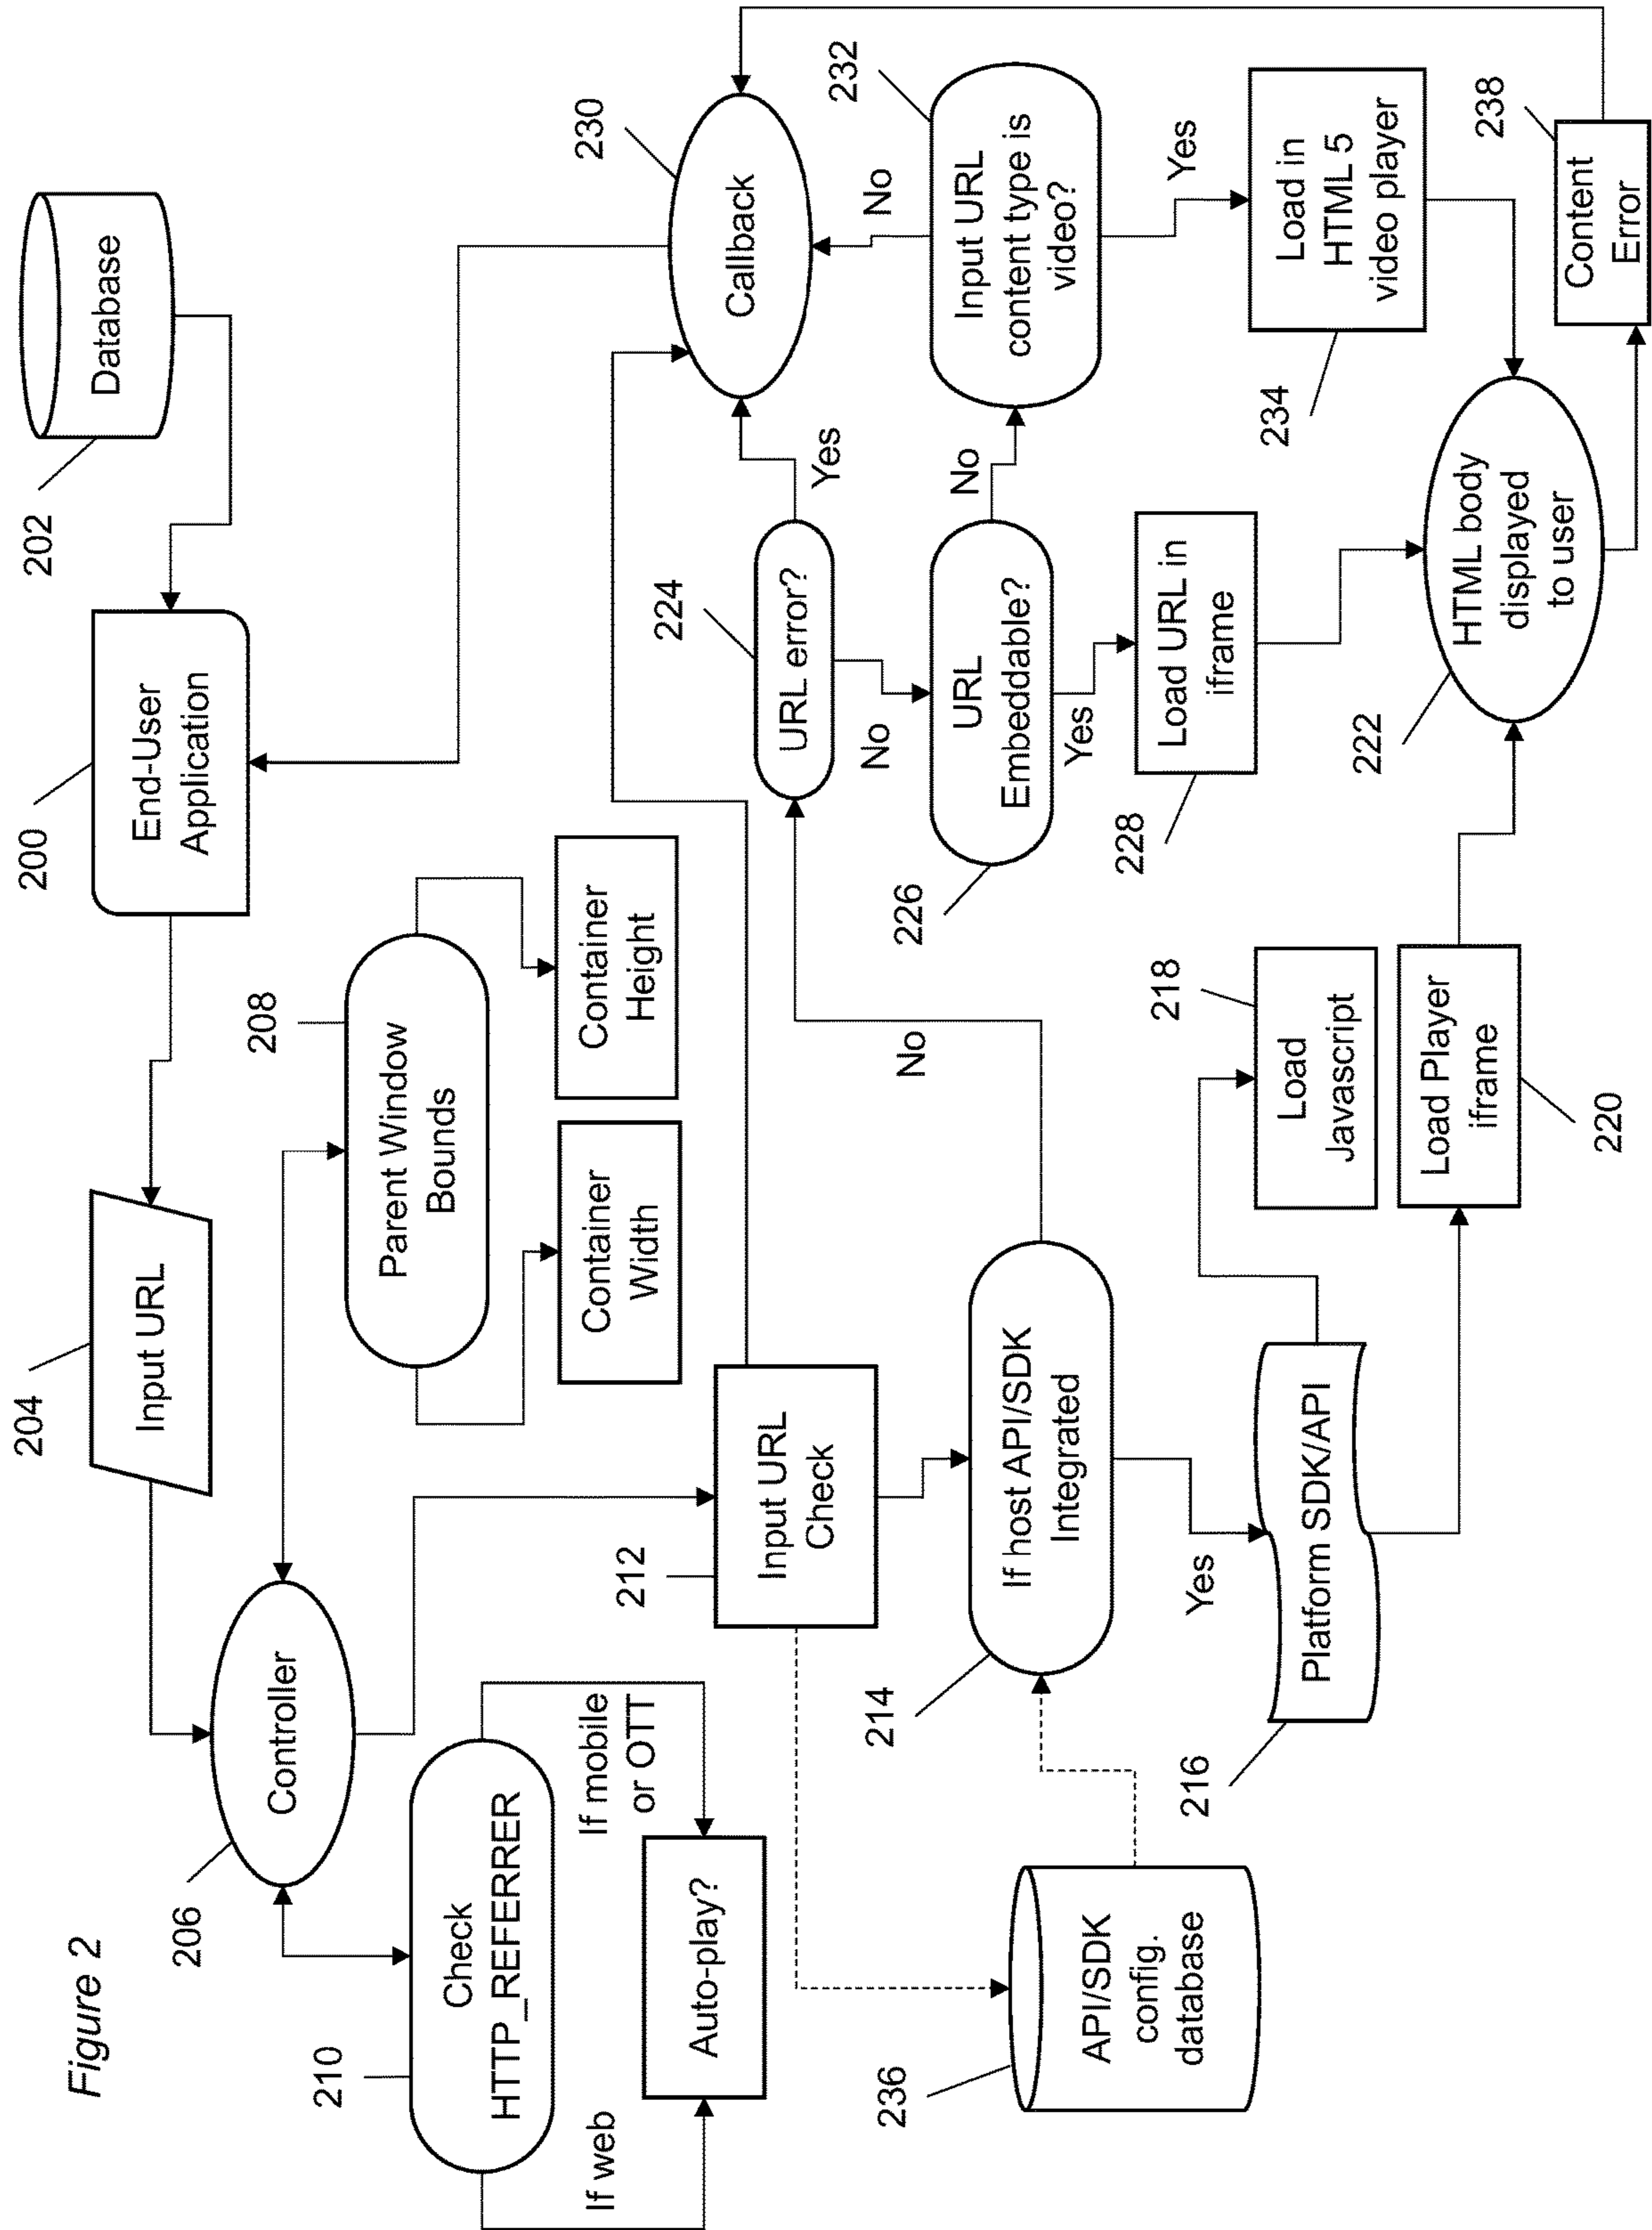 Figure 2
200
End-User
Application
202
Database
204
Input URL
206
Controller
208
Parent Window
Bounds
Container
Width
Container
Height
210
Check
HTTP_REFERRER
If web
If mobile
or OTT
Auto-play?
212
Input URL
Check
214
If host API/SDK
Integrated
Yes
No
216
Platform SDK/API
218
Load
Javascript
220
Load Player
iframe
222
HTML body
displayed
to user
224
URL error?
Yes
No
226
URL
Embeddable?
Yes
No
228
Load URL in
iframe
230
Callback
232
Input URL
content type is
video?
No
Yes
234
Load in
HTML 5
video player
236
API/SDK
config.
database
238
Content
Error